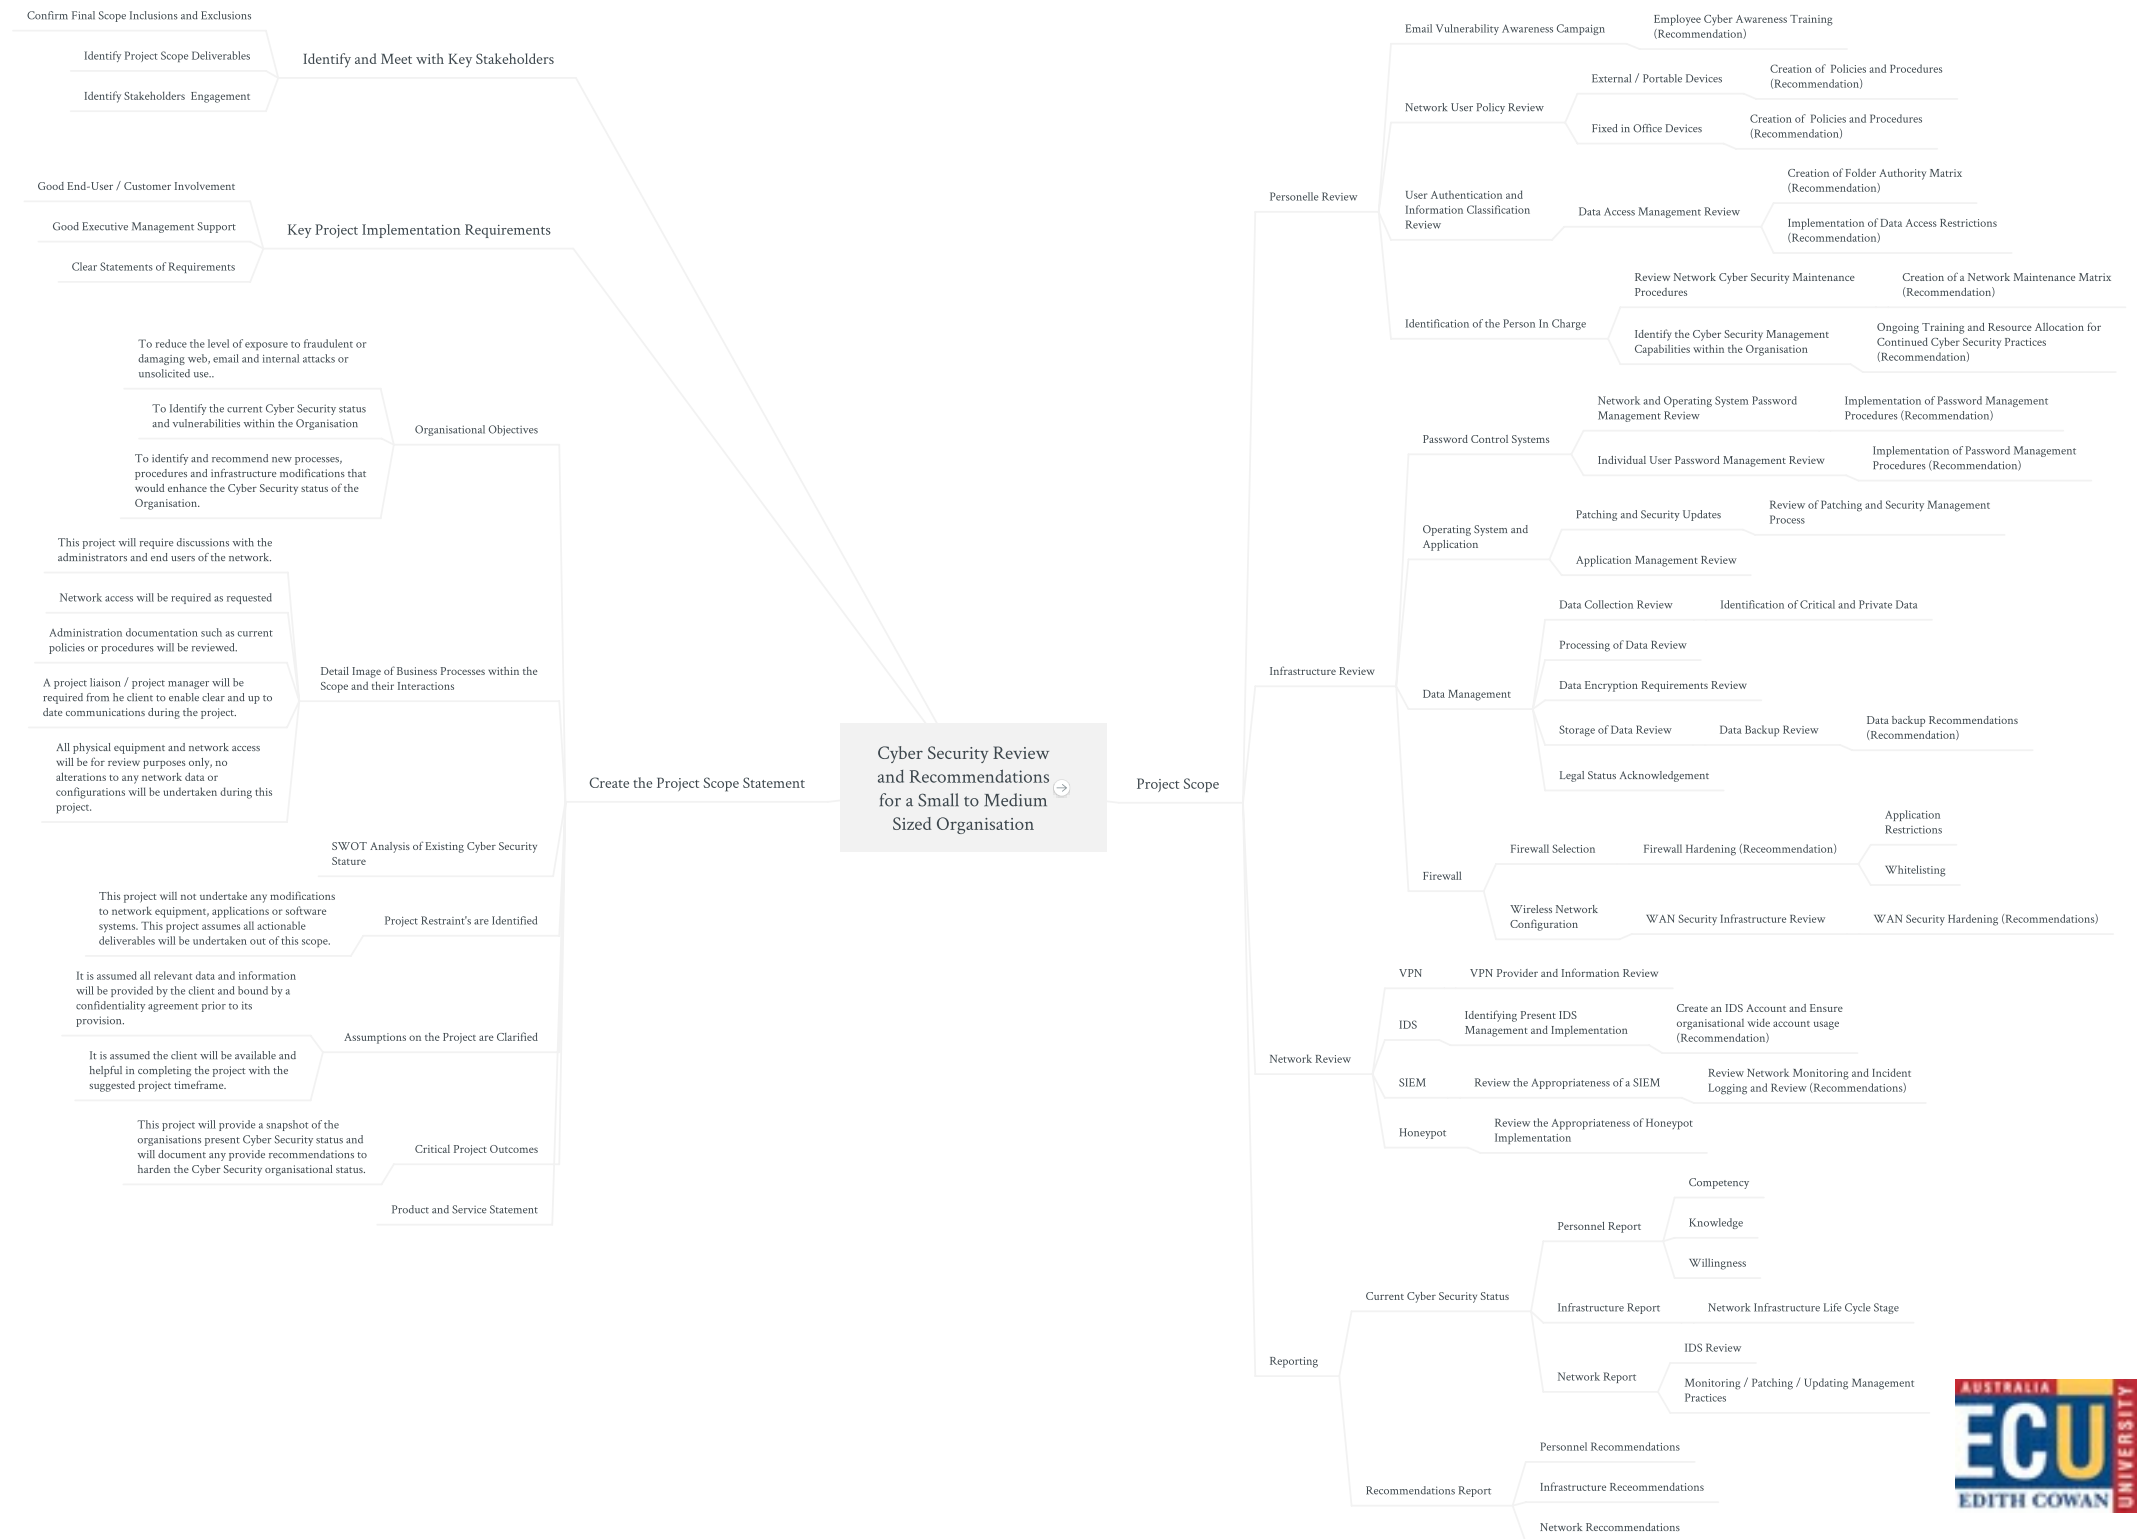 Cyber Security Review
and Recommendations
for a Small to Medium
Sized Organisation
Identify and Meet with Key Stakeholders
Confirm Final Scope Inclusions and Exclusions
Identify Project Scope Deliverables
Identify Stakeholders Engagement
Key Project Implementation Requirements
Good End-User / Customer Involvement
Good Executive Management Support
Clear Statements of Requirements
Create the Project Scope Statement
Organisational Objectives
To reduce the level of exposure to fraudulent or
damaging web, email and internal attacks or
unsolicited use..
To Identify the current Cyber Security status
and vulnerabilities within the Organisation
To identify and recommend new processes,
procedures and infrastructure modifications that
would enhance the Cyber Security status of the
Organisation.
Detail Image of Business Processes within the
Scope and their Interactions
This project will require discussions with the
administrators and end users of the network.
Network access will be required as requested
Administration documentation such as current
policies or procedures will be reviewed.
A project liaison / project manager will be
required from he client to enable clear and up to
date communications during the project.
All physical equipment and network access
will be for review purposes only, no
alterations to any network data or
configurations will be undertaken during this
project.
SWOT Analysis of Existing Cyber Security
Stature
Project Restraint's are Identified
This project will not undertake any modifications
to network equipment, applications or software
systems. This project assumes all actionable
deliverables will be undertaken out of this scope.
Assumptions on the Project are Clarified
It is assumed all relevant data and information
will be provided by the client and bound by a
confidentiality agreement prior to its
provision.
It is assumed the client will be available and
helpful in completing the project with the
suggested project timeframe.
Critical Project Outcomes
This project will provide a snapshot of the
organisations present Cyber Security status and
will document any provide recommendations to
harden the Cyber Security organisational status.
Product and Service Statement
Project Scope
Personelle Review
Email Vulnerability Awareness Campaign
Employee Cyber Awareness Training
(Recommendation)
Network User Policy Review
External / Portable Devices
Creation of Policies and Procedures
(Recommendation)
Fixed in Office Devices
Creation of Policies and Procedures
(Recommendation)
User Authentication and
Information Classification
Review
Data Access Management Review
Creation of Folder Authority Matrix
(Recommendation)
Implementation of Data Access Restrictions
(Recommendation)
Identification of the Person In Charge
Review Network Cyber Security Maintenance
Procedures
Creation of a Network Maintenance Matrix
(Recommendation)
Identify the Cyber Security Management
Capabilities within the Organisation
Ongoing Training and Resource Allocation for
Continued Cyber Security Practices
(Recommendation)
Infrastructure Review
Password Control Systems
Network and Operating System Password
Management Review
Implementation of Password Management
Procedures (Recommendation)
Individual User Password Management Review
Implementation of Password Management
Procedures (Recommendation)
Operating System and
Application
Patching and Security Updates
Review of Patching and Security Management
Process
Application Management Review
Data Management
Data Collection Review
Identification of Critical and Private Data
Processing of Data Review
Data Encryption Requirements Review
Storage of Data Review
Data Backup Review
Data backup Recommendations
(Recommendation)
Legal Status Acknowledgement
Firewall
Firewall Selection
Firewall Hardening (Receommendation)
Application
Restrictions
Whitelisting
Wireless Network
Configuration
WAN Security Infrastructure Review
WAN Security Hardening (Recommendations)
Network Review
VPN
VPN Provider and Information Review
IDS
Identifying Present IDS
Management and Implementation
Create an IDS Account and Ensure
organisational wide account usage
(Recommendation)
SIEM
Review the Appropriateness of a SIEM
Review Network Monitoring and Incident
Logging and Review (Recommendations)
Honeypot
Review the Appropriateness of Honeypot
Implementation
Reporting
Current Cyber Security Status
Personnel Report
Competency
Knowledge
Willingness
Infrastructure Report
Network Infrastructure Life Cycle Stage
Network Report
IDS Review
Monitoring / Patching / Updating Management
Practices
Recommendations Report
Personnel Recommendations
Infrastructure Receommendations
Network Reccommendations
AUSTRALIA
ECU
EDITH COWAN
UNIVERSITY